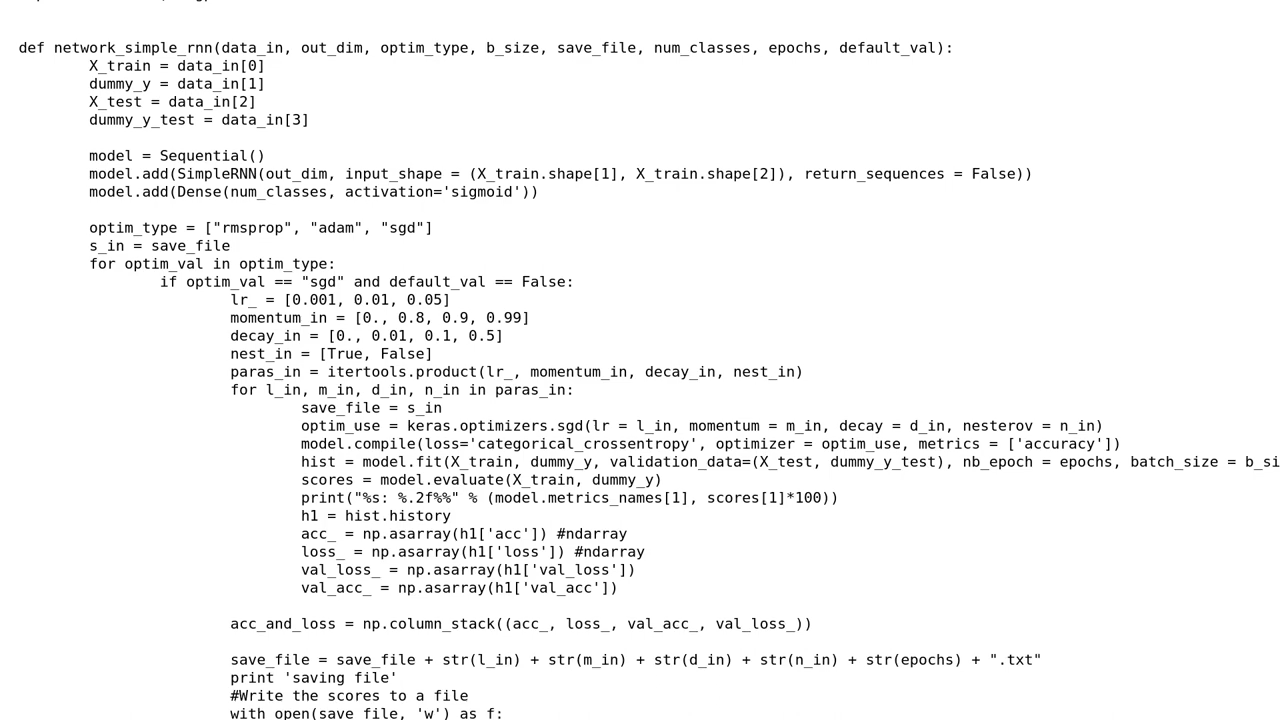 def network_simple_rnn(data_in, out_dim, optim_type, b_size, save_file, num_classes, epochs, default_val):
X_train = data_in[0]
dummy_y = data_in[1]
X_test = data_in[2]
dummy_y_test = data_in[3]
model = Sequential()
model.add(SimpleRNN(out_dim, input_shape = (X_train.shape[1], X_train.shape[2]), return_sequences = False))
model.add(Dense(num_classes, activation='sigmoid'))
optim_type = ["rmsprop", "adam", "sgd"]
s_in = save_file
for optim_val in optim_type:
if optim_val == "sgd" and default_val == False:
lr_ = [0.001, 0.01, 0.05]
momentum_in = [0., 0.8, 0.9, 0.99]
decay_in = [0., 0.01, 0.1, 0.5]
nest_in = [True, False]
paras_in = itertools.product(lr_, momentum_in, decay_in, nest_in)
for l_in, m_in, d_in, n_in in paras_in:
save_file = s_in
optim_use = keras.optimizers.sgd(lr = l_in, momentum = m_in, decay = d_in, nesterov = n_in)
model.compile(loss='categorical_crossentropy', optimizer = optim_use, metrics = ['accuracy'])
hist = model.fit(X_train, dummy_y, validation_data=(X_test, dummy_y_test), nb_epoch = epochs, batch_size = b_si
scores = model.evaluate(X_train, dummy_y)
print("%s: %.2f%%" % (model.metrics_names[1], scores[1]*100))
h1 = hist.history
acc_ = np.asarray(h1['acc']) #ndarray
loss_ = np.asarray(h1['loss']) #ndarray
val_loss_ = np.asarray(h1['val_loss'])
val_acc_ = np.asarray(h1['val_acc'])
acc_and_loss = np.column_stack((acc_, loss_, val_acc_, val_loss_))
save_file = save_file + str(l_in) + str(m_in) + str(d_in) + str(n_in) + str(epochs) + ".txt"
print 'saving file'
#Write the scores to a file
with open(save_file, 'w') as f: